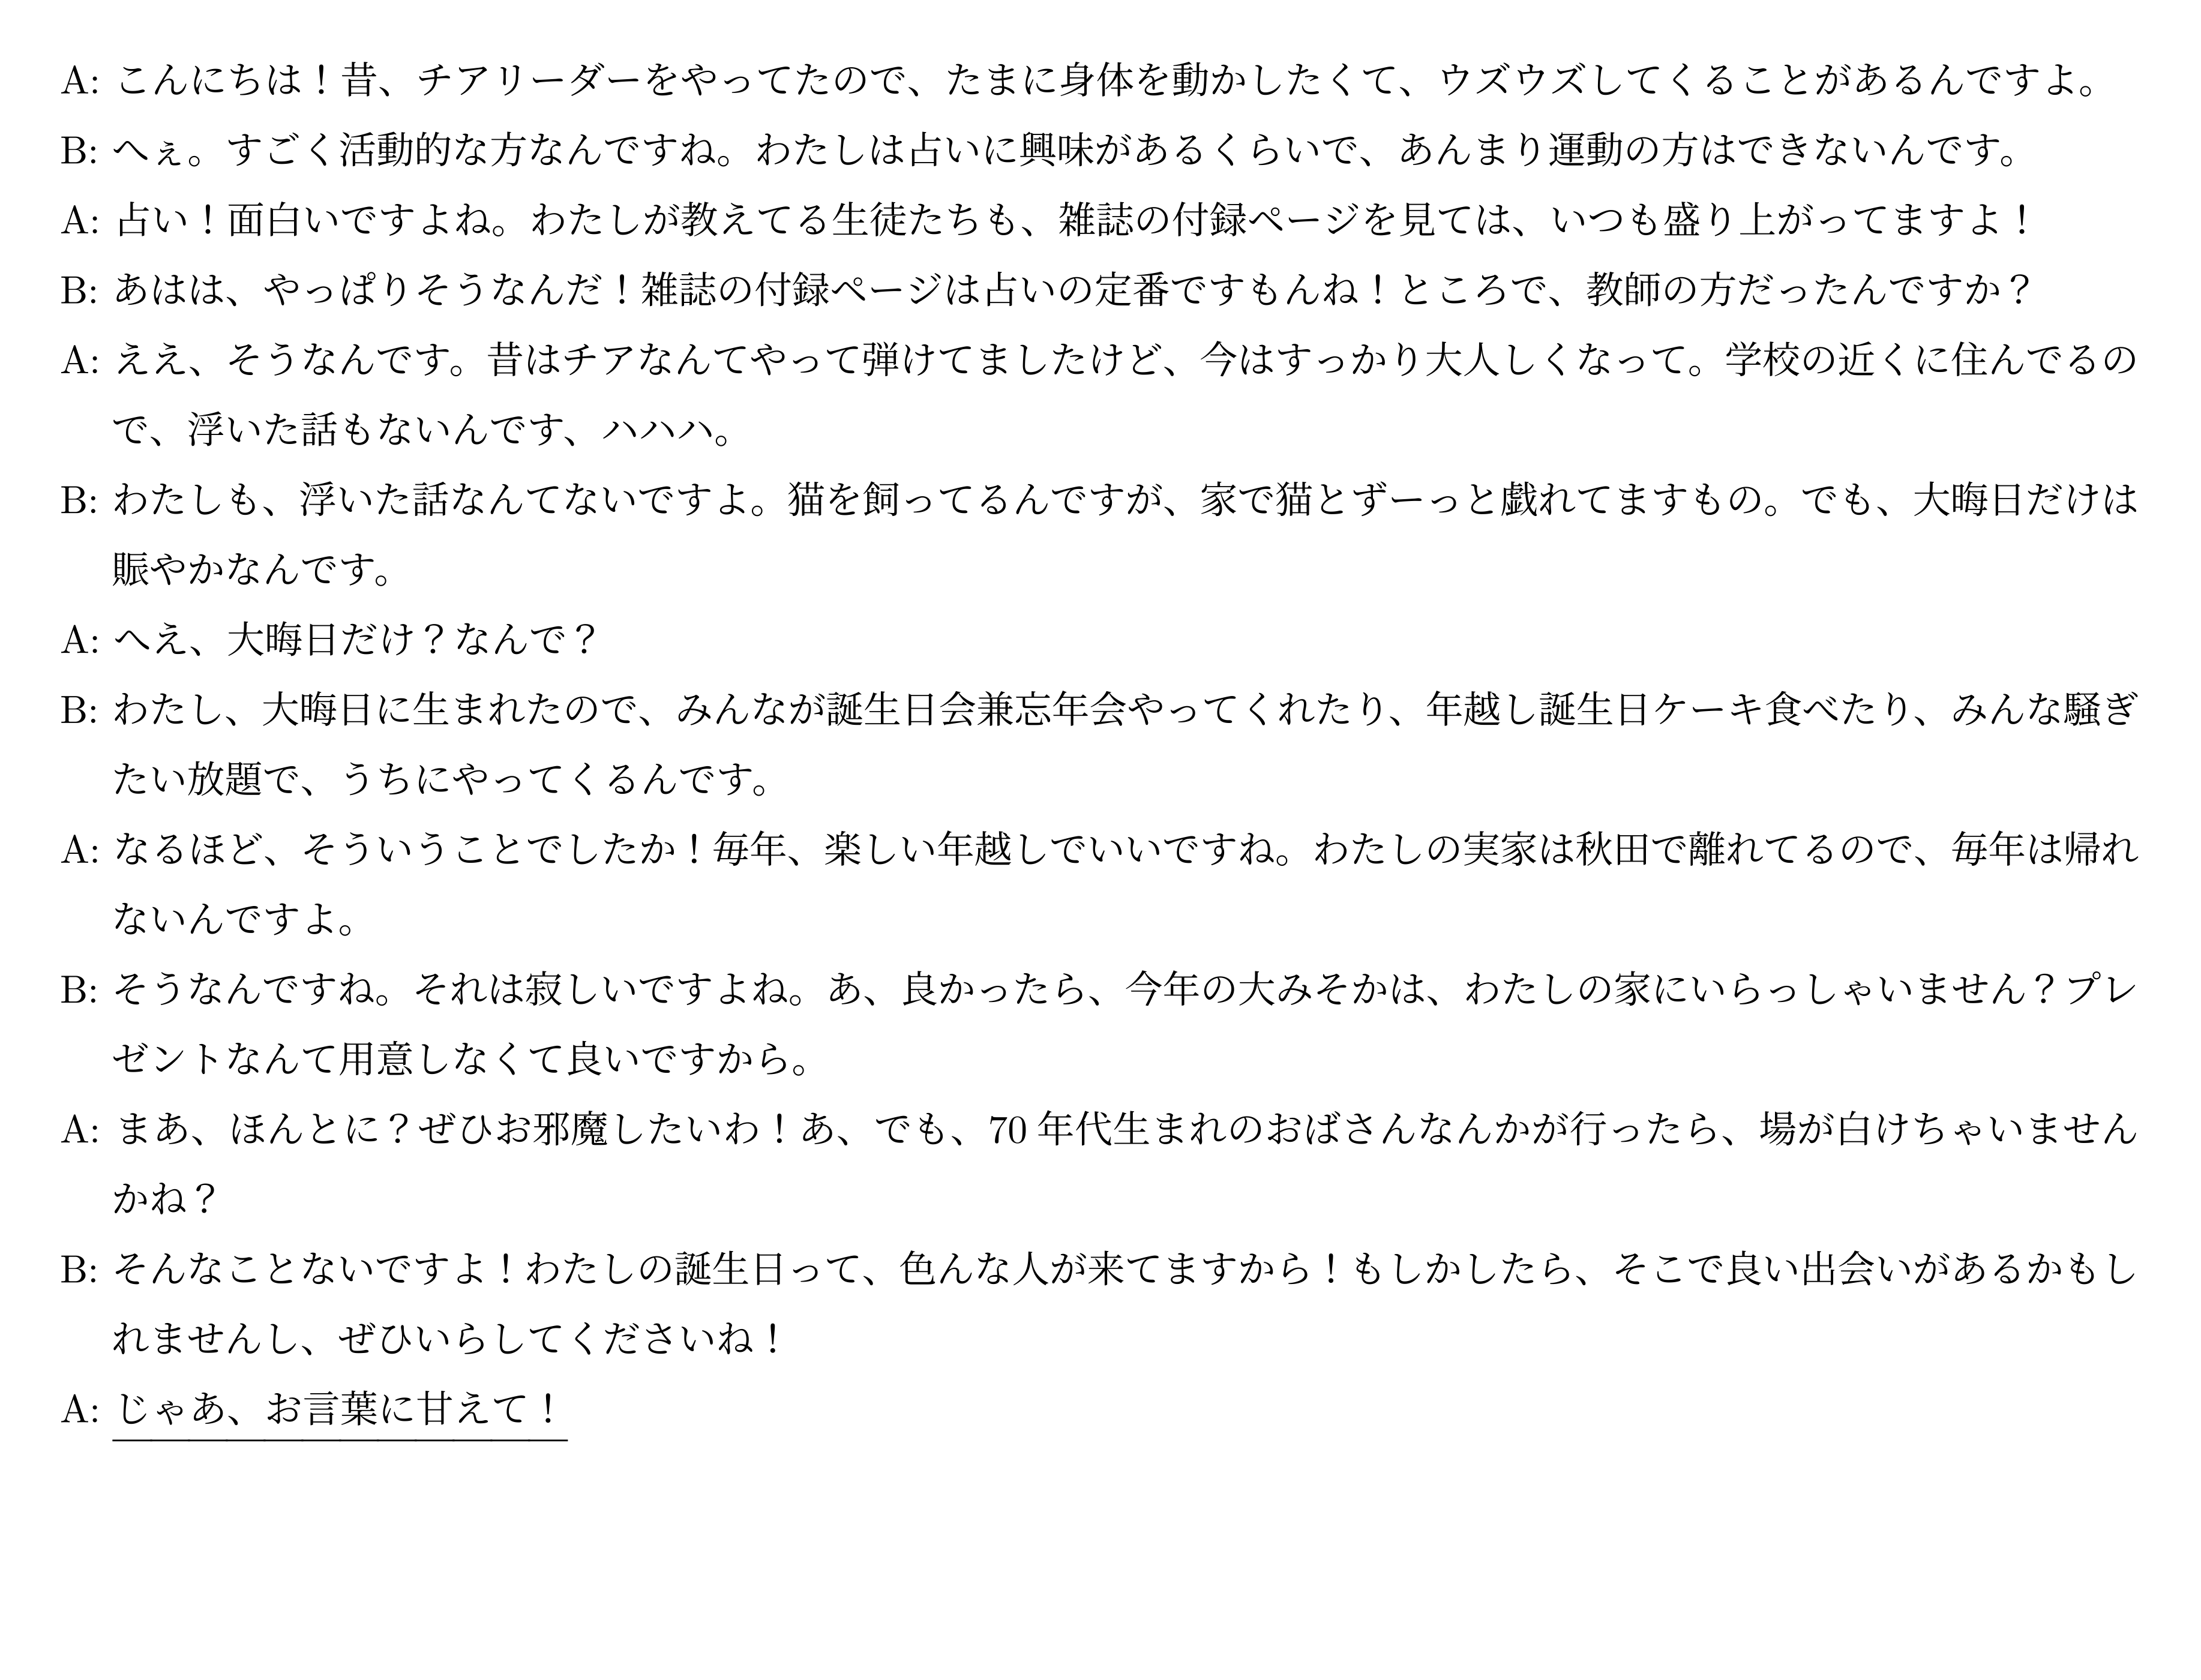 A: こんにちは！昔、チアリーダーをやってたので、たまに身体を動かしたくて、ウズウズしてくることがあるんですよ。
B: へぇ。すごく活動的な方なんですね。わたしは占いに興味があるくらいで、あんまり運動の方はできないんです。
A: 占い！面白いですよね。わたしが教えてる生徒たちも、雑誌の付録ページを見ては、いつも盛り上がってますよ！
B: あはは、やっぱりそうなんだ！雑誌の付録ページは占いの定番ですもんね！ところで、教師の方だったんですか？
A: ええ、そうなんです。昔はチアなんてやって弾けてましたけど、今はすっかり大人しくなって。学校の近くに住んでるの
で、浮いた話もないんです、ハハハ。
B: わたしも、浮いた話なんてないですよ。猫を飼ってるんですが、家で猫とずーっと戯れてますもの。でも、大晦日だけは
賑やかなんです。
A: へえ、大晦日だけ？なんで？
B: わたし、大晦日に生まれたので、みんなが誕生日会兼忘年会やってくれたり、年越し誕生日ケーキ食べたり、みんな騒ぎ
たい放題で、うちにやってくるんです。
A: なるほど、そういうことでしたか！毎年、楽しい年越しでいいですね。わたしの実家は秋田で離れてるので、毎年は帰れ
ないんですよ。
B: そうなんですね。それは寂しいですよね。あ、良かったら、今年の大みそかは、わたしの家にいらっしゃいません？プレ
ゼントなんて用意しなくて良いですから。
A: まあ、ほんとに？ぜひお邪魔したいわ！あ、でも、70 年代生まれのおばさんなんかが行ったら、場が白けちゃいません
かね？
B: そんなことないですよ！わたしの誕生日って、色んな人が来てますから！もしかしたら、そこで良い出会いがあるかもし
れませんし、ぜひいらしてくださいね！
A: じゃあ、お言葉に甘えて！